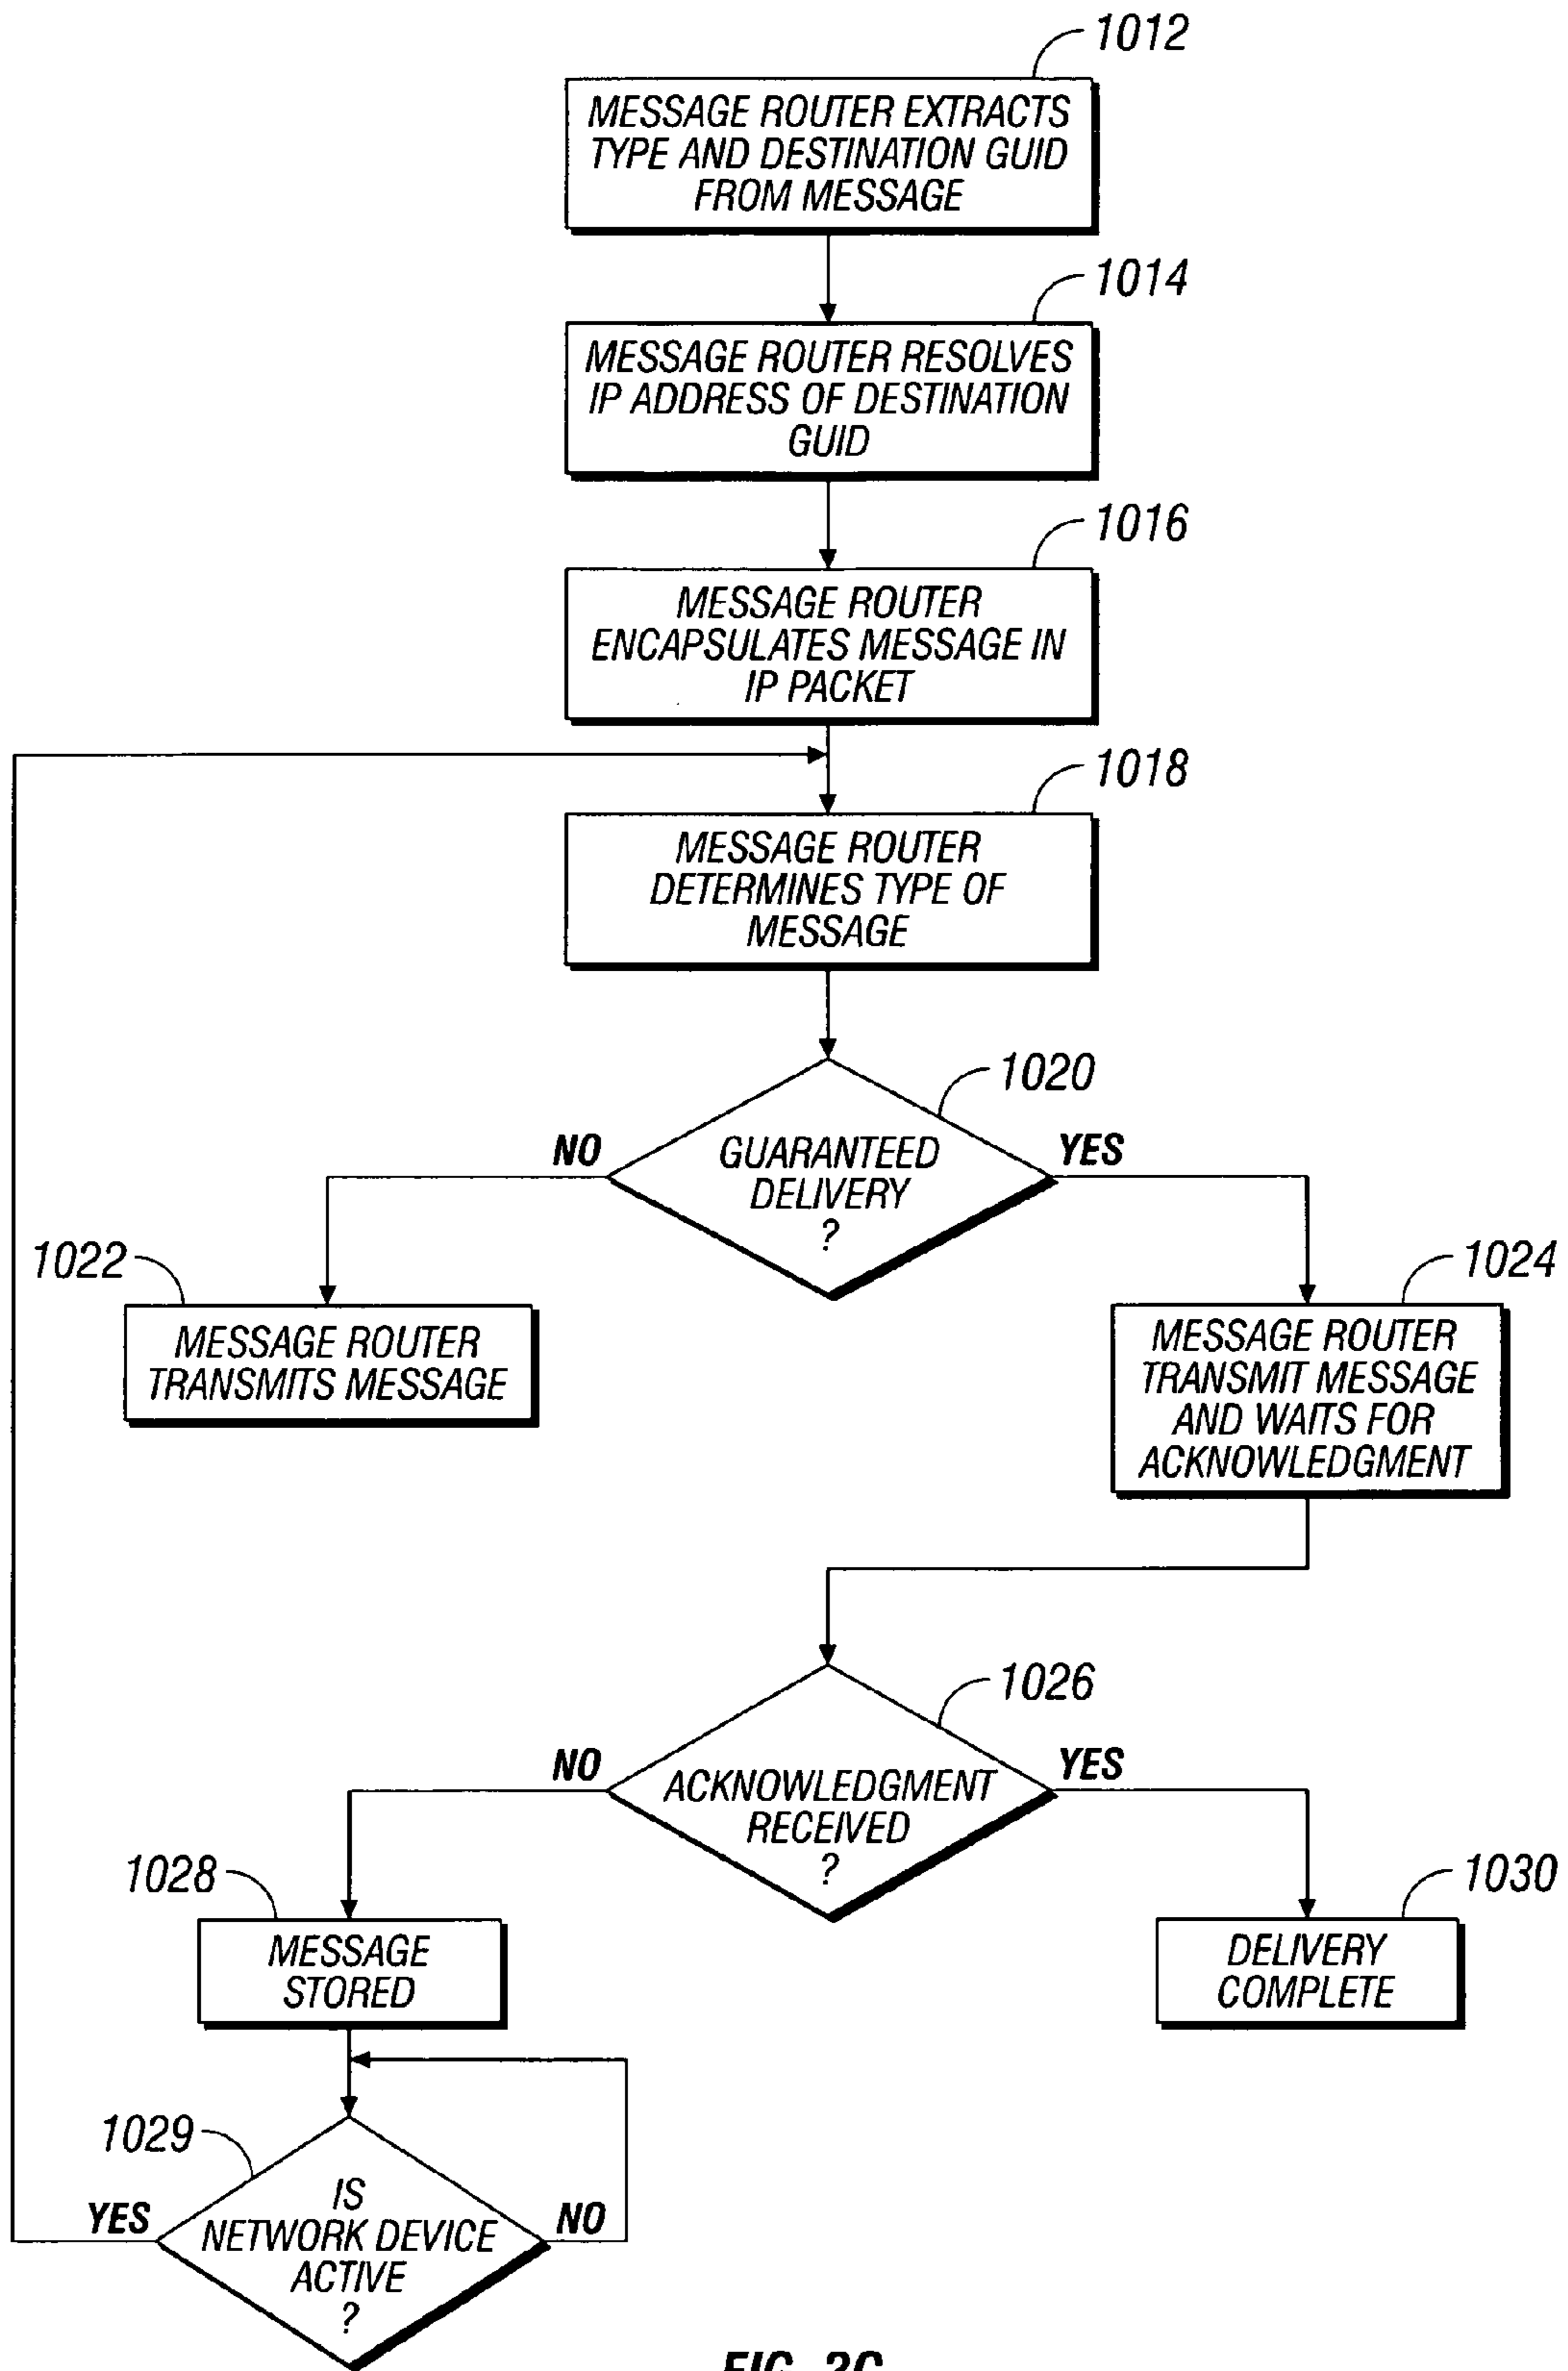 1012
MESSAGE ROUTER EXTRACTS
TYPE AND DESTINATION GUID
FROM MESSAGE
1014
MESSAGE ROUTER RESOLVES
IP ADDRESS OF DESTINATION
GUID
1016
MESSAGE ROUTER
ENCAPSULATES MESSAGE IN
IP PACKET
1018
MESSAGE ROUTER
DETERMINES TYPE OF
MESSAGE
1020
NO
GUARANTEED
DELIVERY
?
YES
1022
MESSAGE ROUTER
TRANSMITS MESSAGE
1024
MESSAGE ROUTER
TRANSMIT MESSAGE
AND WAITS FOR
ACKNOWLEDGMENT
1026
NO
ACKNOWLEDGMENT
RECEIVED
?
YES
1028
MESSAGE
STORED
1030
DELIVERY
COMPLETE
1029
YES
IS
NETWORK DEVICE
ACTIVE
?
NO
FIG.